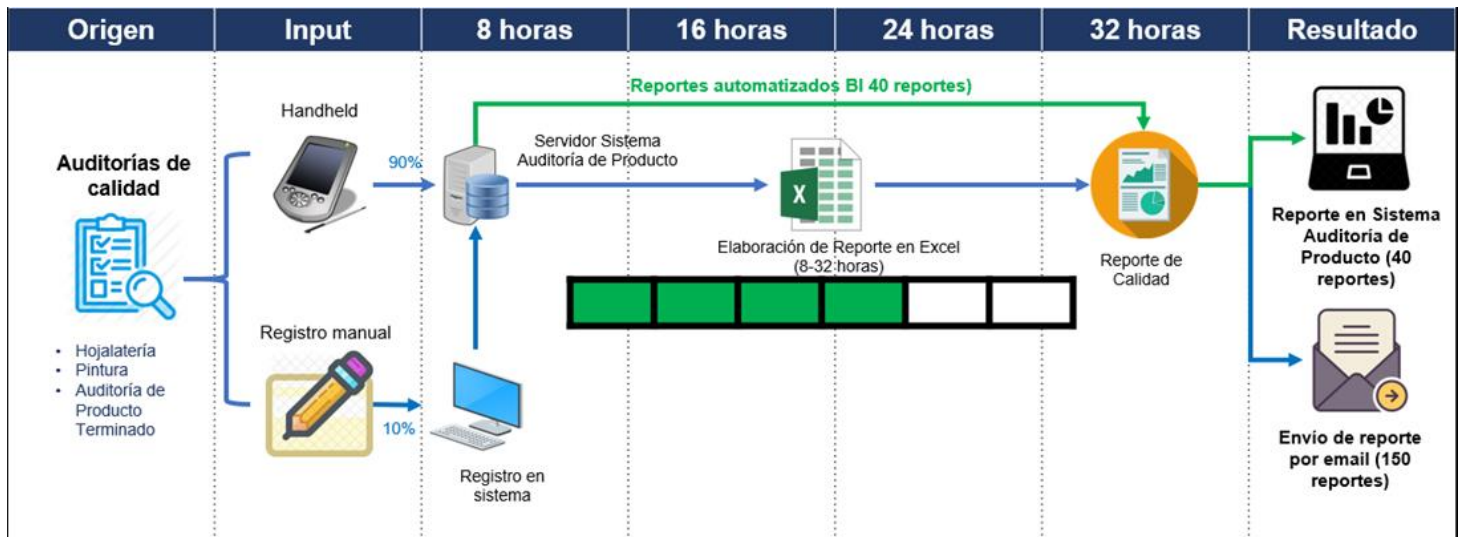 Origen
Input
8 horas
16 horas
24 horas
32 horas
Resultado
Reportes automatizados BI 40 reportes)
Handheld
Auditorías de
calidad
90%
Servidor Sistema
Auditoría de Producto
X
Elaboración de Reporte en Excel
(8-32 horas)
Reporte de
Calidad
Reporte en Sistema
Auditoría de
Producto (40
reportes)
• Hojalatería
• Pintura
• Auditoría de
Producto
Terminado
Registro manual
10%
Registro en
sistema
Envío de reporte
por email (150
reportes)